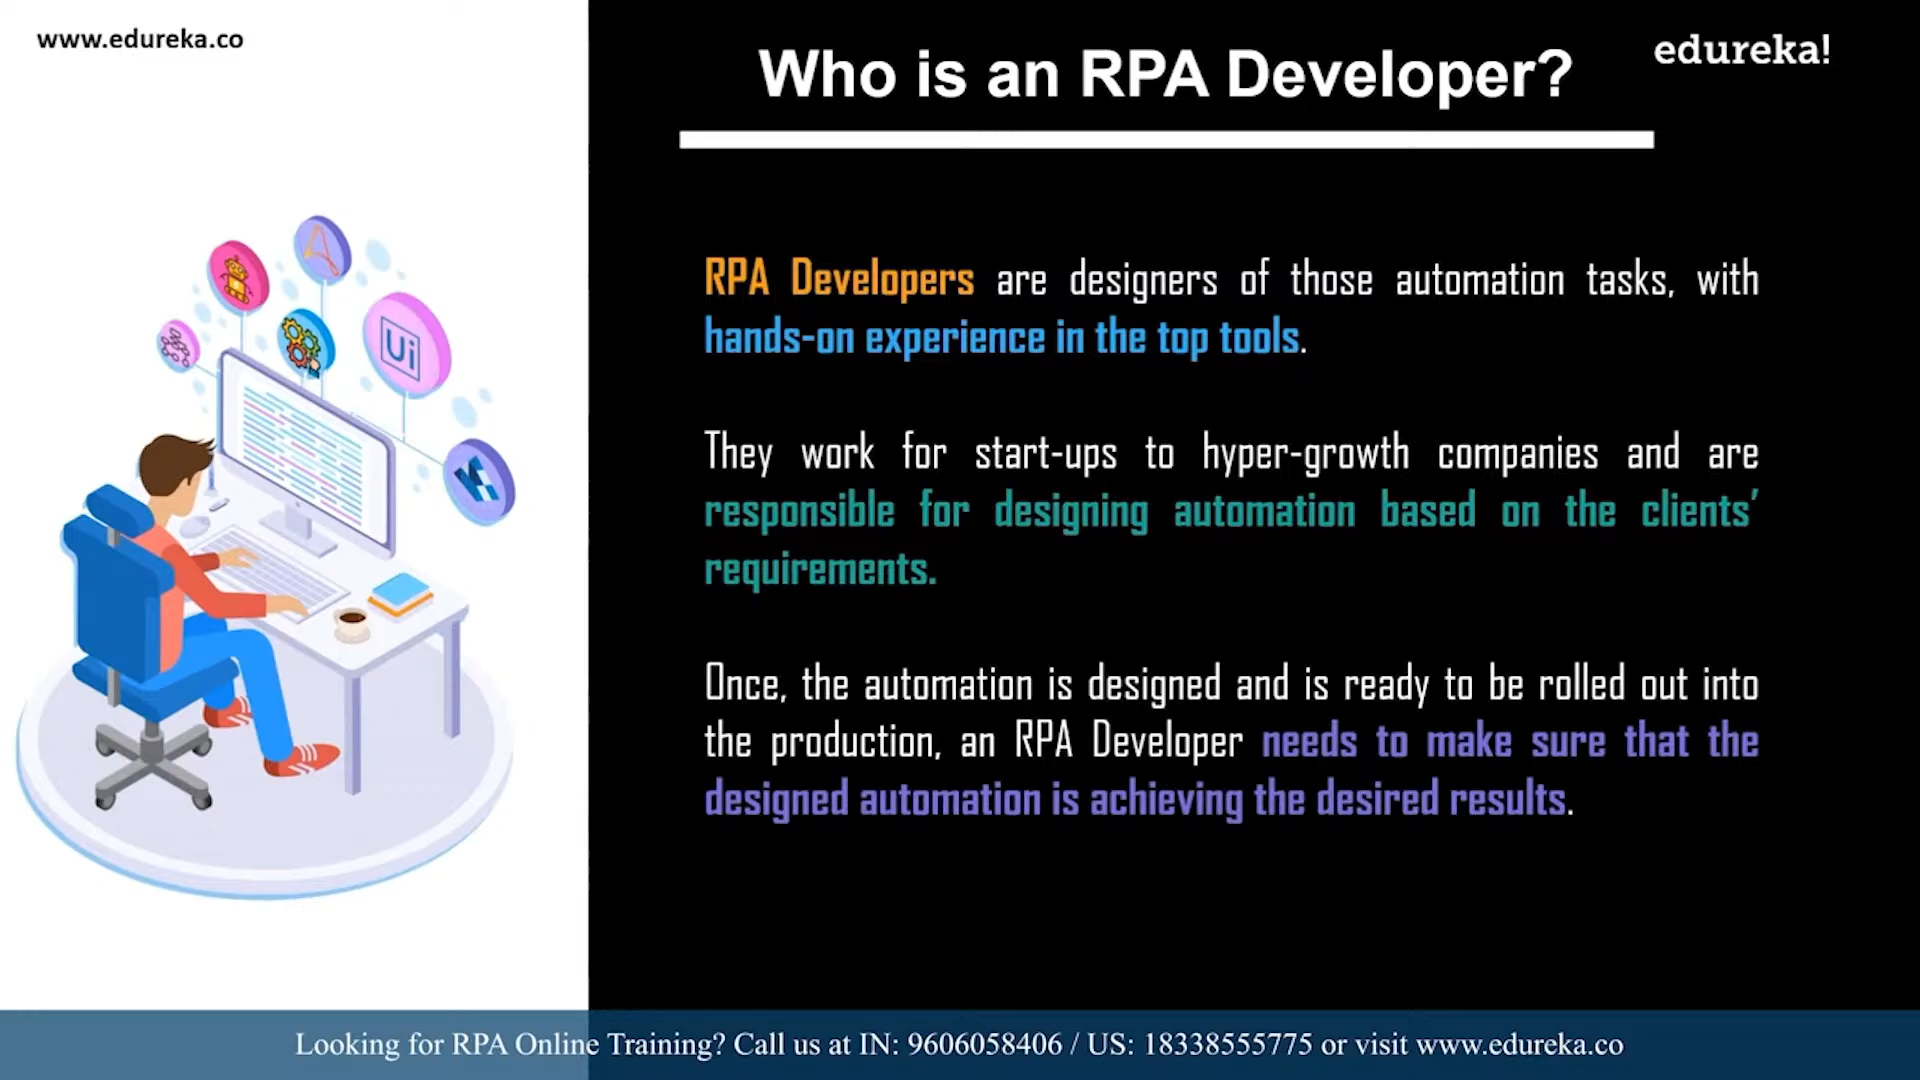 www.edureka.co
Who is an RPA Developer?
edureka!
RPA Developers are designers of those automation tasks, with
hands-on experience in the top tools.
They work for start-ups to hyper-growth companies and are
responsible for designing automation based on the clients’
requirements.
Once, the automation is designed and is ready to be rolled out into
the production, an RPA Developer needs to make sure that the
designed automation is achieving the desired results.
Ui
Looking for RPA Online Training? Call us at IN: 9606058406 / US: 18338555775 or visit www.edureka.co